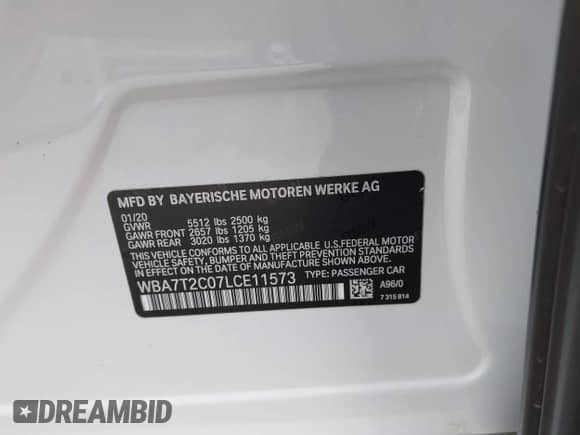 MFD BY BAYERISCHE MOTOREN WERKE AG
01/20
GVWR 5512 lbs 2500 kg
GAWR FRONT 2657 lbs 1205 kg
GAWR REAR 3020 lbs 1370 kg
THIS VEHICLE CONFORMS TO ALL APPLICABLE U.S.FEDERAL MOTOR
VEHICLE SAFETY, BUMPER AND THEFT PREVENTION STANDARDS IN
EFFECT ON THE DATE OF MANUFACTURE SHOWN ABOVE.
WBA7T2C07LCE11573 TYPE: PASSENGER CAR
A96/0
7 315 814
DREAMBID